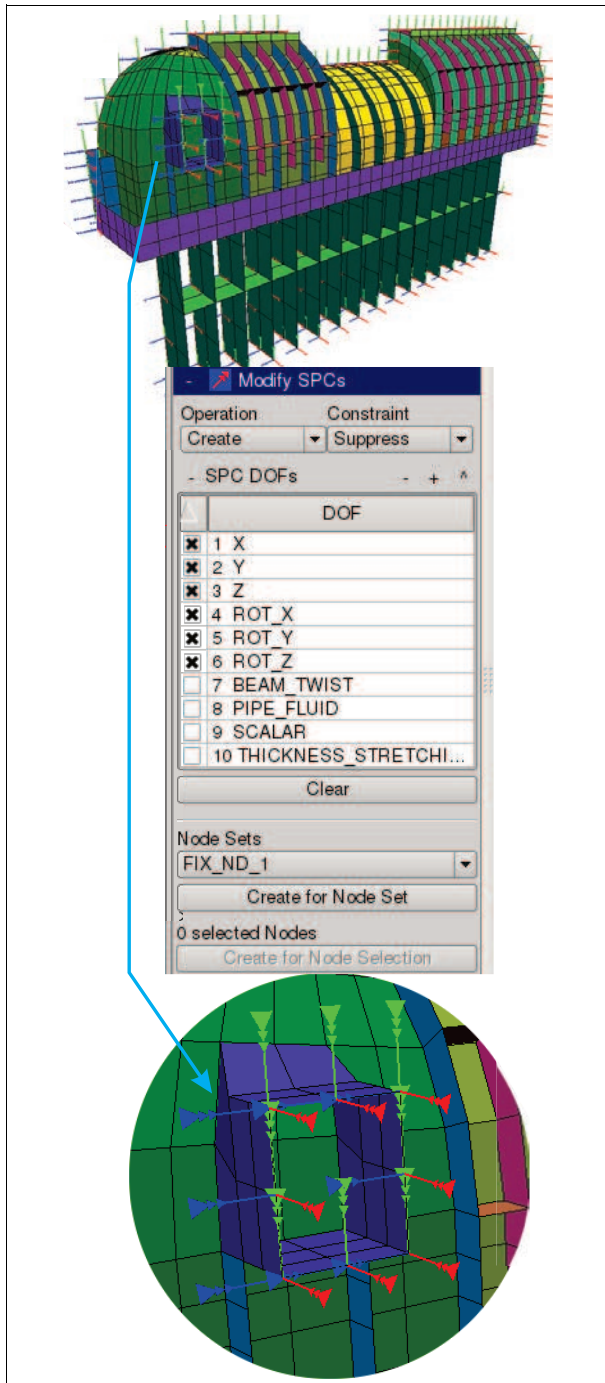 - Modify SPCs
Operation Constraint
Create Suppress
- SPC DOFs - + ^
DOF
1 X
2 Y
3 Z
4 ROT_X
5 ROT_Y
6 ROT_Z
7 BEAM_TWIST
8 PIPE_FLUID
9 SCALAR
10 THICKNESS_STRETCHI...
Clear
Node Sets
FIX_ND_1
Create for Node Set
0 selected Nodes
Create for Node Selection